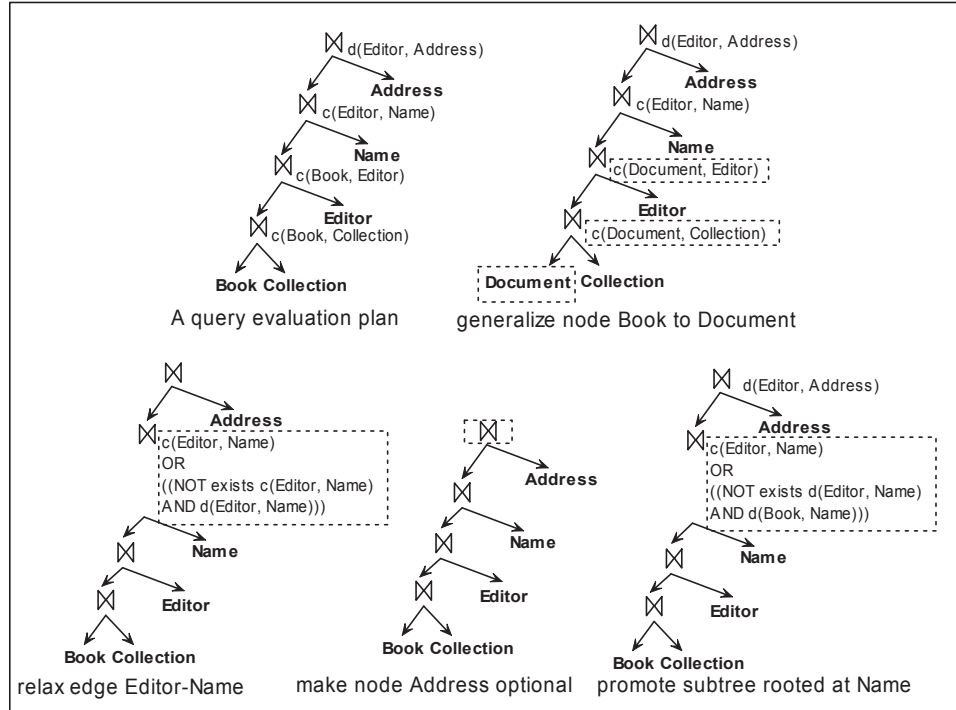 d(Editor, Address)
Address
c(Editor, Name)
Name
c(Book, Editor)
Editor
c(Book, Collection)
Book Collection
A query evaluation plan
d(Editor, Address)
Address
c(Editor, Name)
Name
c(Document, Editor)
Editor
c(Document, Collection)
Document Collection
generalize node Book to Document
Address
c(Editor, Name)
OR
((NOT exists c(Editor, Name)
AND d(Editor, Name)))
Name
Editor
Book Collection
relax edge Editor-Name
Address
Name
Editor
Book Collection
make node Address optional
d(Editor, Address)
Address
c(Editor, Name)
OR
((NOT exists d(Editor, Name)
AND d(Book, Name)))
Name
Editor
Book Collection
promote subtree rooted at Name